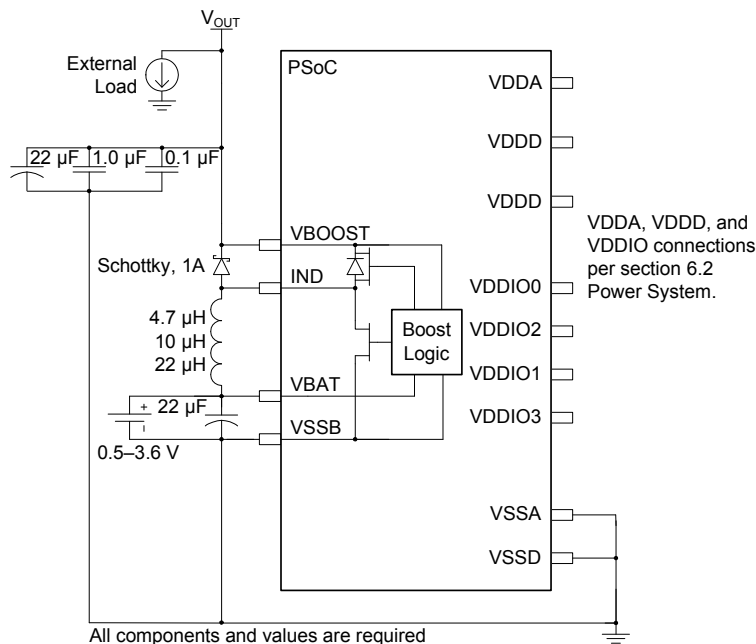 VOUT
External
Load
PSoC
VDDA
VDDD
22 µF
1.0 µF
0.1 µF
VDDD
VDDA, VDDD, and
VDDIO connections
per section 6.2
Power System.
VBOOST
Schottky, 1A
IND
VDDIO0
4.7 µH
10 µH
22 µH
Boost
Logic
VDDIO2
VBAT
VDDIO1
22 µF
+
-
VSSB
VDDIO3
0.5–3.6 V
VSSA
VSSD
All components and values are required